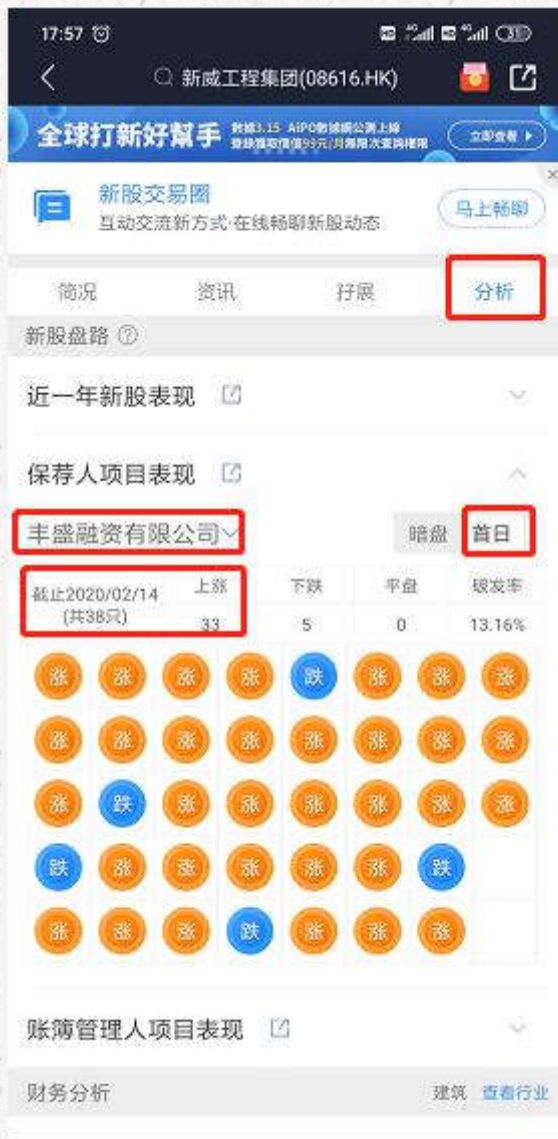 17:57
新威工程集团(08616.HK)
全球打新好幫手
立即查看
新股交易圈
互动交流新方式·在线畅聊新股动态
马上畅聊
简况 资讯 孖展 分析
新股盘路
近一年新股表现
保荐人项目表现
丰盛融资有限公司 暗盘 首日
截止2020/02/14 上涨 下跌 平盘 破发率
(共38只) 33 5 0 13.16%
涨 涨 涨 涨 跌 涨 涨 涨
涨 涨 涨 涨 涨 涨 涨 涨
涨 跌 涨 涨 涨 涨 涨 涨
跌 涨 涨 涨 涨 涨 跌
涨 涨 涨 跌 涨 涨 涨
账簿管理人项目表现
财务分析 建筑 查看行业